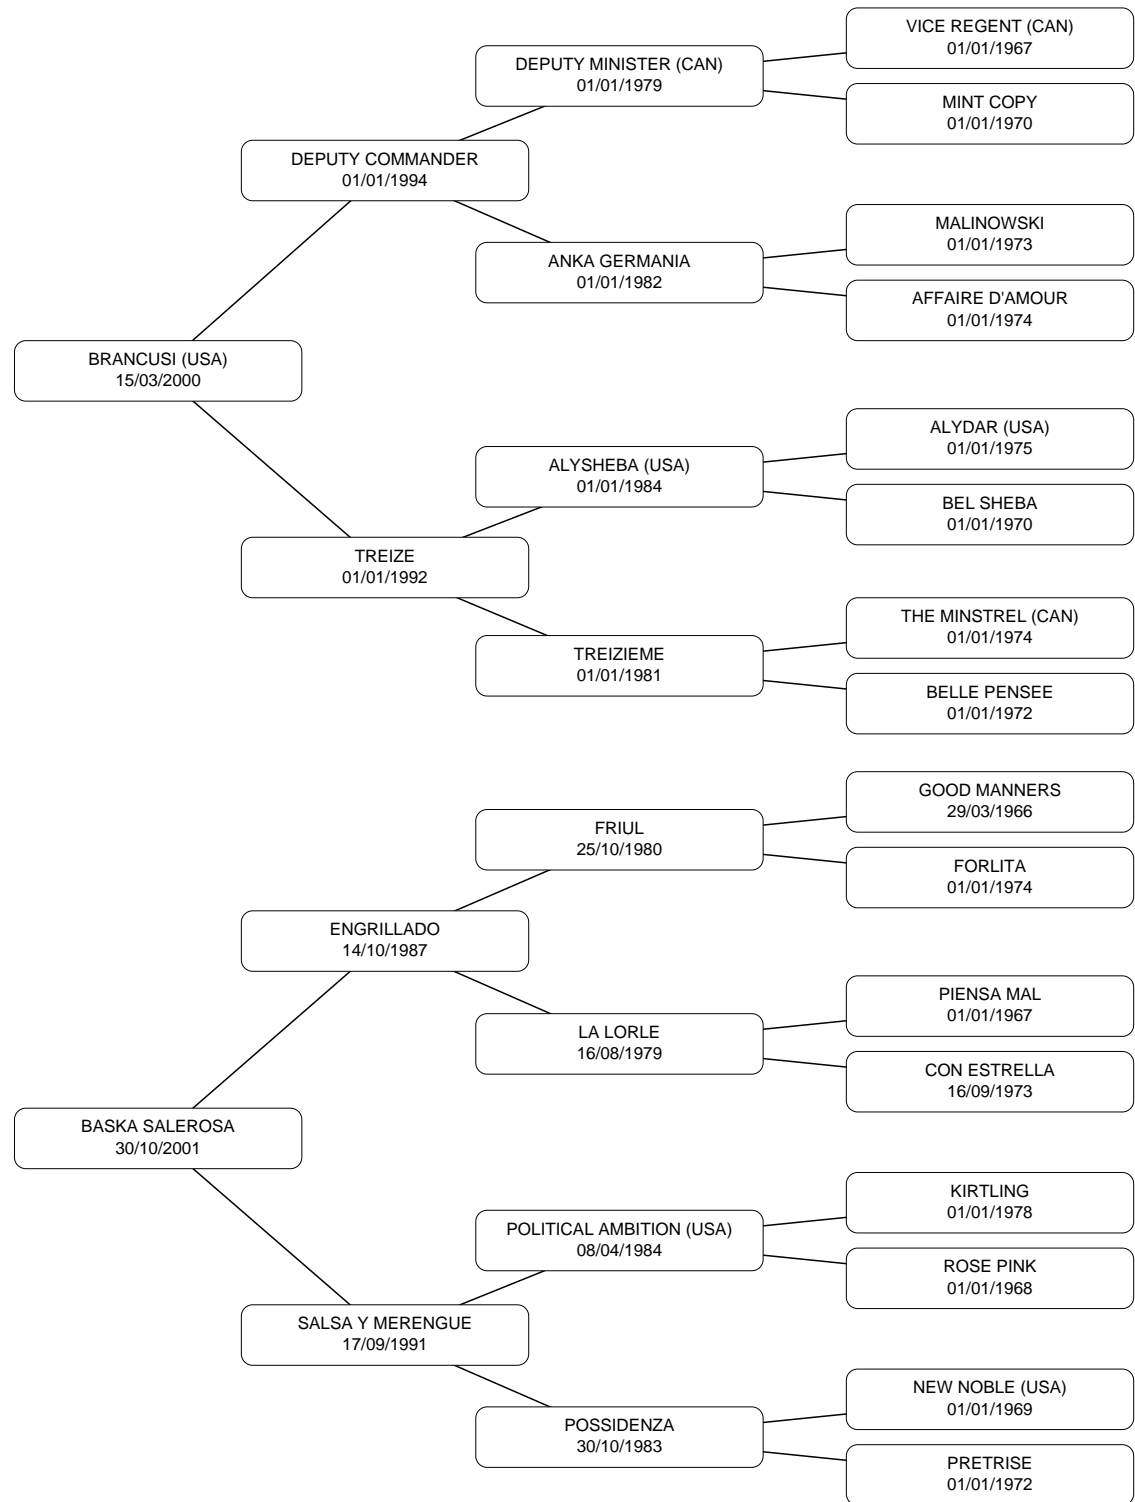 VICE REGENT (CAN)
01/01/1967
DEPUTY MINISTER (CAN)
01/01/1979
MINT COPY
01/01/1970
DEPUTY COMMANDER
01/01/1994
MALINOWSKI
01/01/1973
ANKA GERMANIA
01/01/1982
AFFAIRE D'AMOUR
01/01/1974
BRANCUSI (USA)
15/03/2000
ALYDAR (USA)
01/01/1975
ALYSHEBA (USA)
01/01/1984
BEL SHEBA
01/01/1970
TREIZE
01/01/1992
THE MINSTREL (CAN)
01/01/1974
TREIZIEME
01/01/1981
BELLE PENSEE
01/01/1972
GOOD MANNERS
29/03/1966
FRIUL
25/10/1980
FORLITA
01/01/1974
ENGRILLADO
14/10/1987
PIENSA MAL
01/01/1967
LA LORLE
16/08/1979
CON ESTRELLA
16/09/1973
BASKA SALEROSA
30/10/2001
KIRTLING
01/01/1978
POLITICAL AMBITION (USA)
08/04/1984
ROSE PINK
01/01/1968
SALSA Y MERENGUE
17/09/1991
NEW NOBLE (USA)
01/01/1969
POSSIDENZA
30/10/1983
PRETRISE
01/01/1972